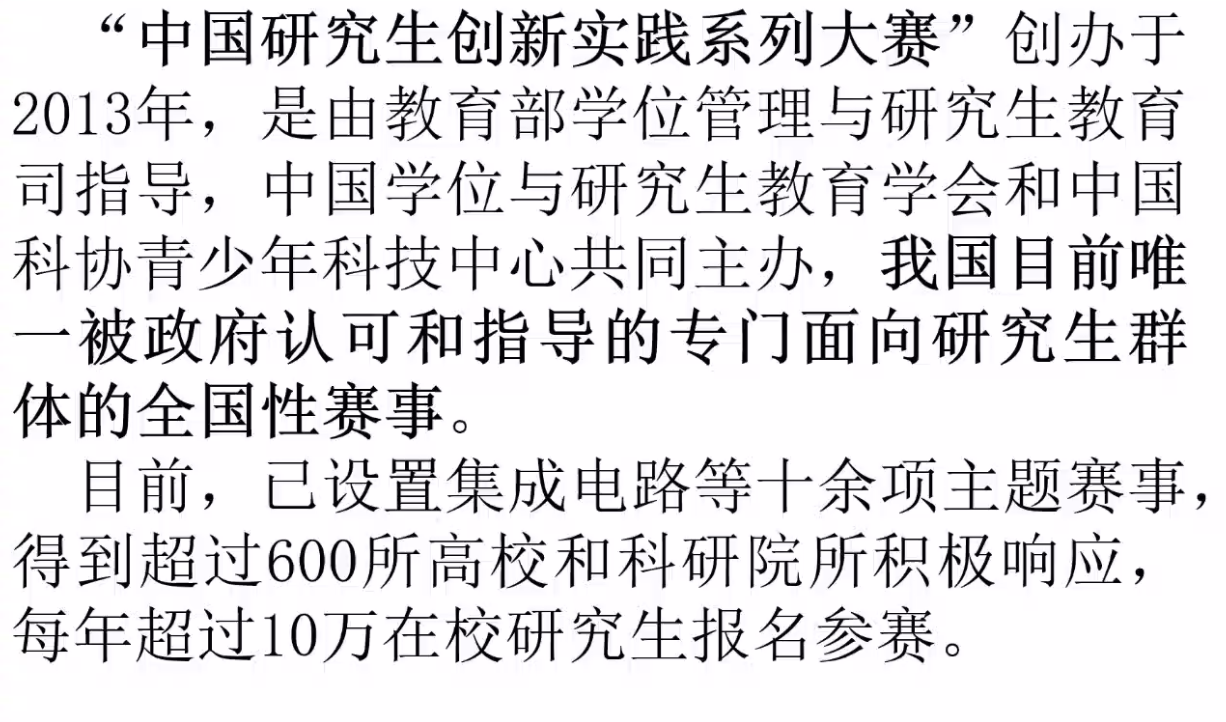 “中国研究生创新实践系列大赛”创办于
2013年，是由教育部学位管理与研究生教育
司指导，中国学位与研究生教育学会和中国
科协青少年科技中心共同主办，我国目前唯
一被政府认可和指导的专门面向研究生群
体的全国性赛事。
目前，已设置集成电路等十余项主题赛事，
得到超过600所高校和科研院所积极响应，
每年超过10万在校研究生报名参赛。